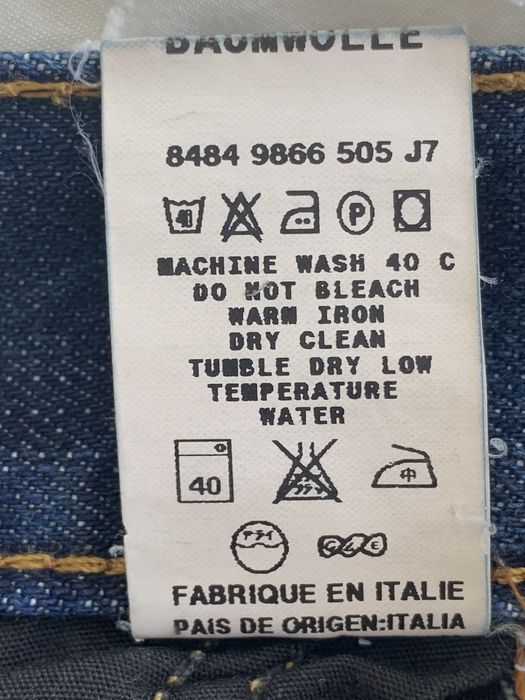 BAUMWOLLE
8484 9866 505 J7
40 P
MACHINE WASH 40 C
DO NOT BLEACH
WARM IRON
DRY CLEAN
TUMBLE DRY LOW
TEMPERATURE
WATER
40
FABRIQUE EN ITALIE
PAIS DE ORIGEN:ITALIA